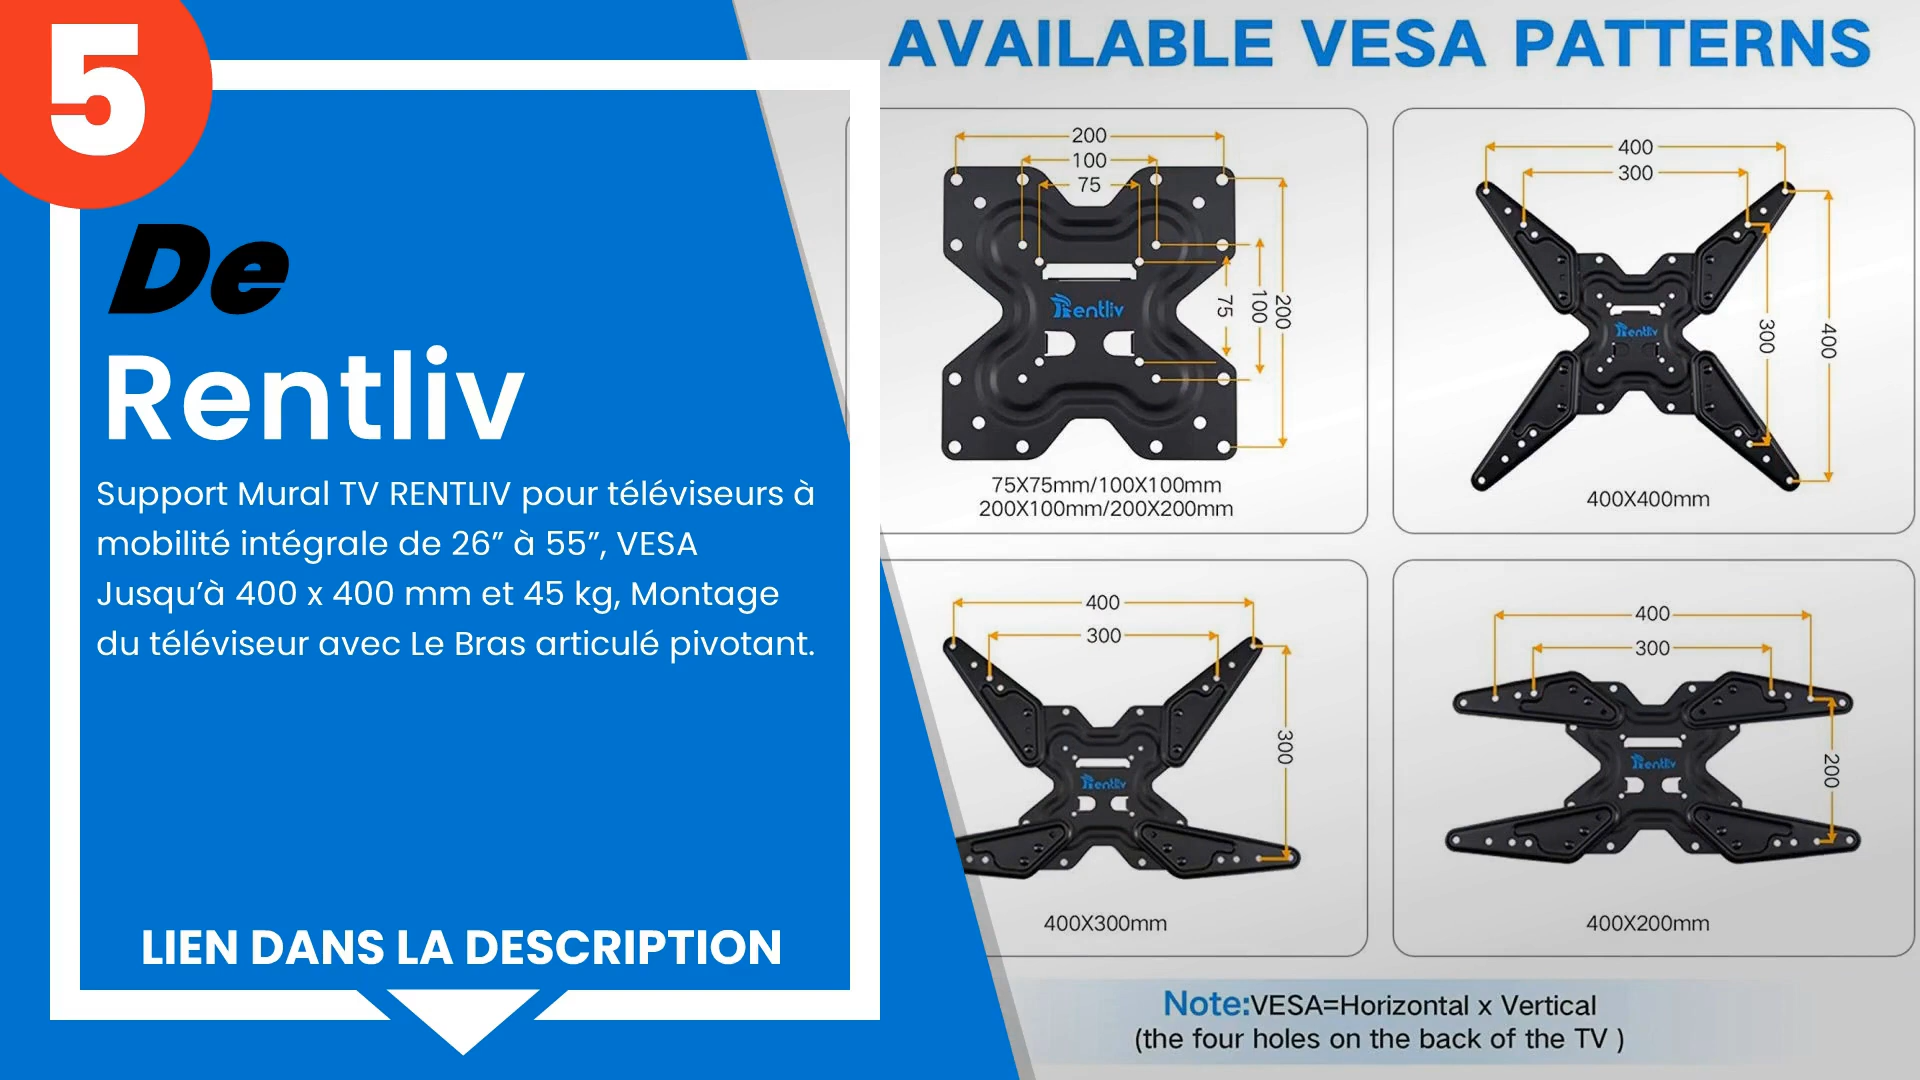 5
De
Rentliv
Support Mural TV RENTLIV pour téléviseurs à
mobilité intégrale de 26” à 55”, VESA
Jusqu’à 400 x 400 mm et 45 kg, Montage
du téléviseur avec Le Bras articulé pivotant.
LIEN DANS LA DESCRIPTION
AVAILABLE VESA PATTERNS
200
100
75
75
100
200
Rentliv
75X75mm/100X100mm
200X100mm/200X200mm
400
300
300
400
Rentliv
400X400mm
400
300
300
Rentliv
400X300mm
400
300
200
Rentliv
400X200mm
Note:VESA=Horizontal x Vertical
(the four holes on the back of the TV )